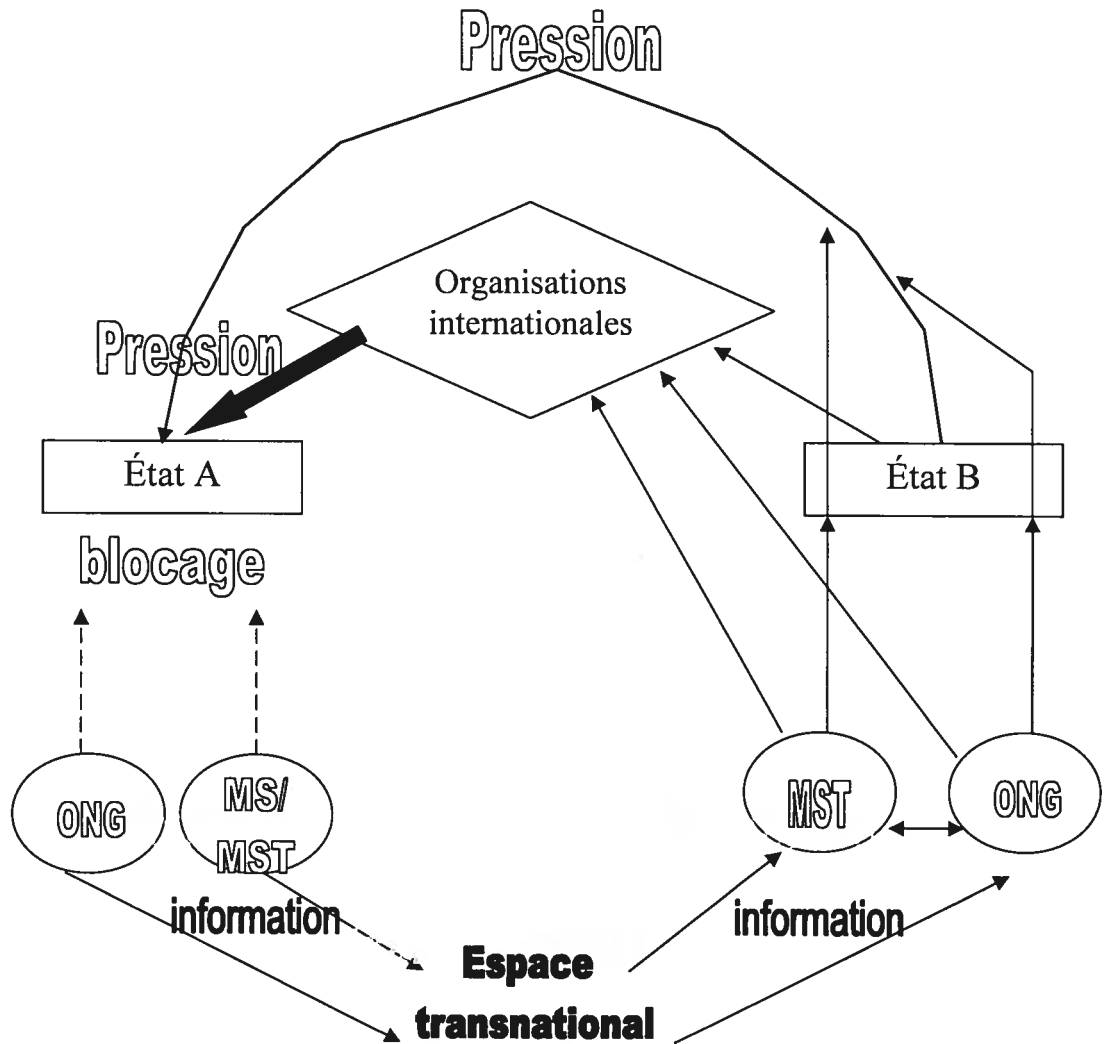 Pression
Organisations
internationales
Pression
État A
État B
blocage
ONG
MS/
MST
MST
ONG
information
information
Espace
transnational